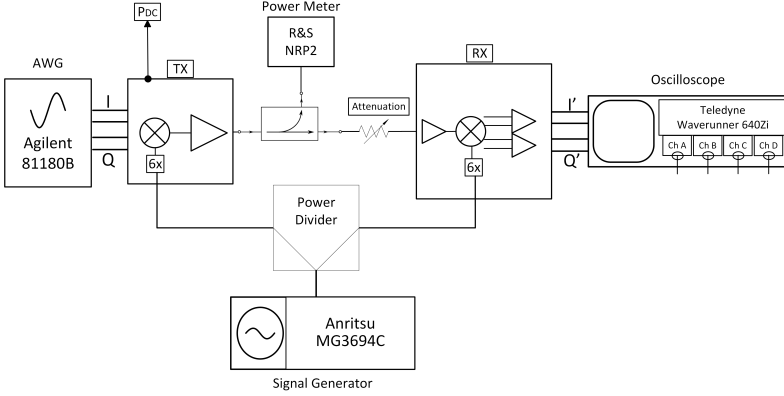 PDC
Power Meter
R&S
NRP2
AWG
TX
RX
Oscilloscope
Agilent
81180B
I
Q
6x
Attenuation
6x
I'
Q'
Teledyne
Waverunner 640Zi
Ch A
Ch B
Ch C
Ch D
Power
Divider
Anritsu
MG3694C
Signal Generator